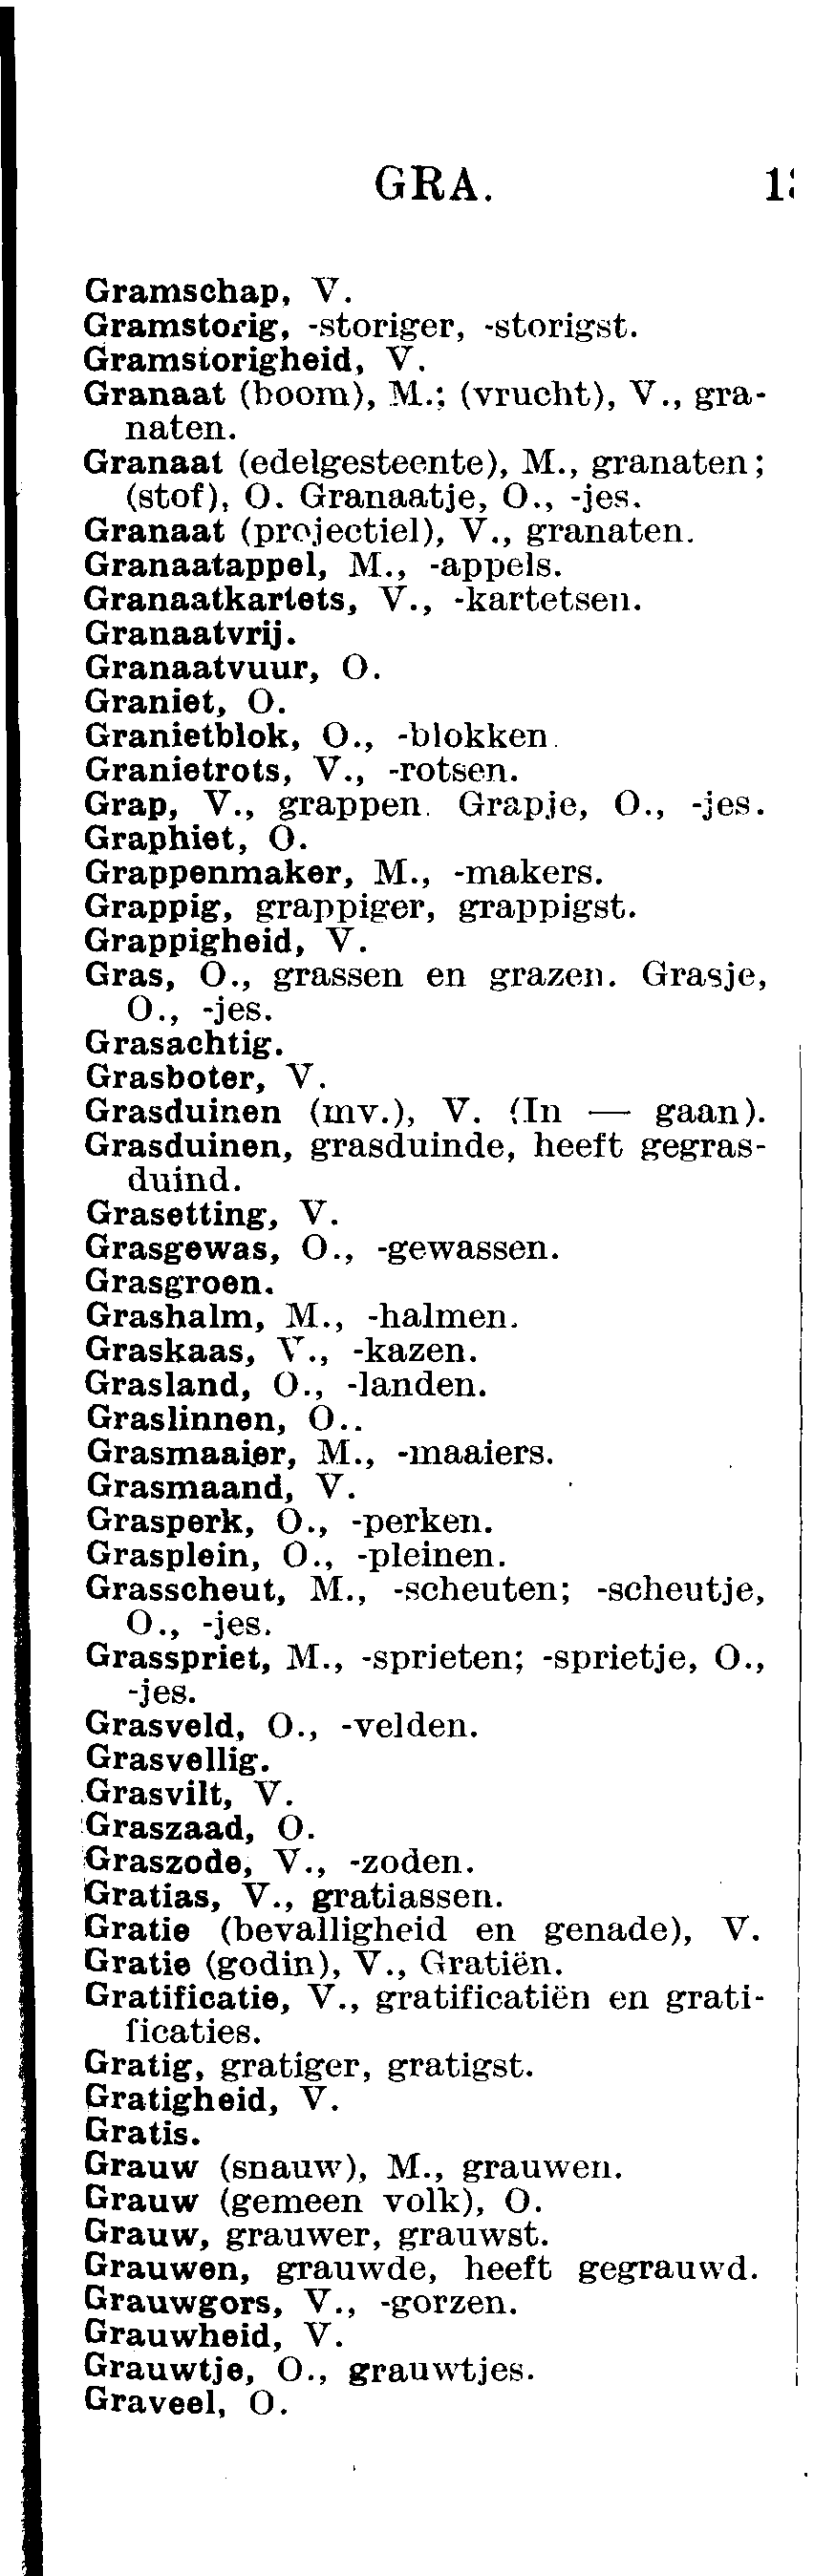 GRA.
Gramschap, V.
Gramstorig, -storiger, -storigst.
Gramstorigheid, V.
Granaat (boom), M.; (vrucht), V., gra-
naten.
Granaat (edelgesteente), M., granaten;
(stof), O. Granaatje, O., -jes.
Granaat (projectiel), V., granaten.
Granaatappel, M., -appels.
Granaatkartets, V., -kartetsen.
Granaatvrij.
Granaatvuur, O.
Graniet, O.
Granietblok, O., -blokken.
Granietrots, V., -rotsen.
Grap, V., grappen. Grapje, O., -jes.
Graphiet, O.
Grappenmaker, M., -makers.
Grappig, grappiger, grappigst.
Grappigheid, V.
Gras, O., grassen en grazen. Grasje,
O., -jes.
Grasachtig.
Grasboter, V.
Grasduinen (mv.), V. (In — gaan).
Grasduinen, grasduinde, heeft gegras-
duind.
Grasetting, V.
Grasgewas, O., -gewassen.
Grasgroen.
Grashalm, M., -halmen.
Graskaas, V., -kazen.
Grasland, O., -landen.
Graslinnen, O..
Grasmaaier, M., -maaiers.
Grasmaand, V.
Grasperk, O., -perken.
Grasplein, O., -pleinen.
Grasscheut, M., -scheuten; -scheutje,
O., -jes.
Grasspriet, M., -sprieten; -sprietje, O.,
-jes.
Grasveld, O., -velden.
Grasvellig.
Grasvilt, V.
Graszaad, O.
Graszode, V., -zoden.
Gratias, V., gratiassen.
Gratie (bevalligheid en genade), V.
Gratie (godin), V., Gratiën.
Gratificatie, V., gratificatiën en grati-
ficaties.
Gratig, gratiger, gratigst.
Gratigheid, V.
Gratis.
Grauw (snauw), M., grauwen.
Grauw (gemeen volk), O.
Grauw, grauwer, grauwst.
Grauwen, grauwde, heeft gegrauwd.
Grauwgors, V., -gorzen.
Grauwheid, V.
Grauwtje, O., grauwtjes.
Graveel, O.